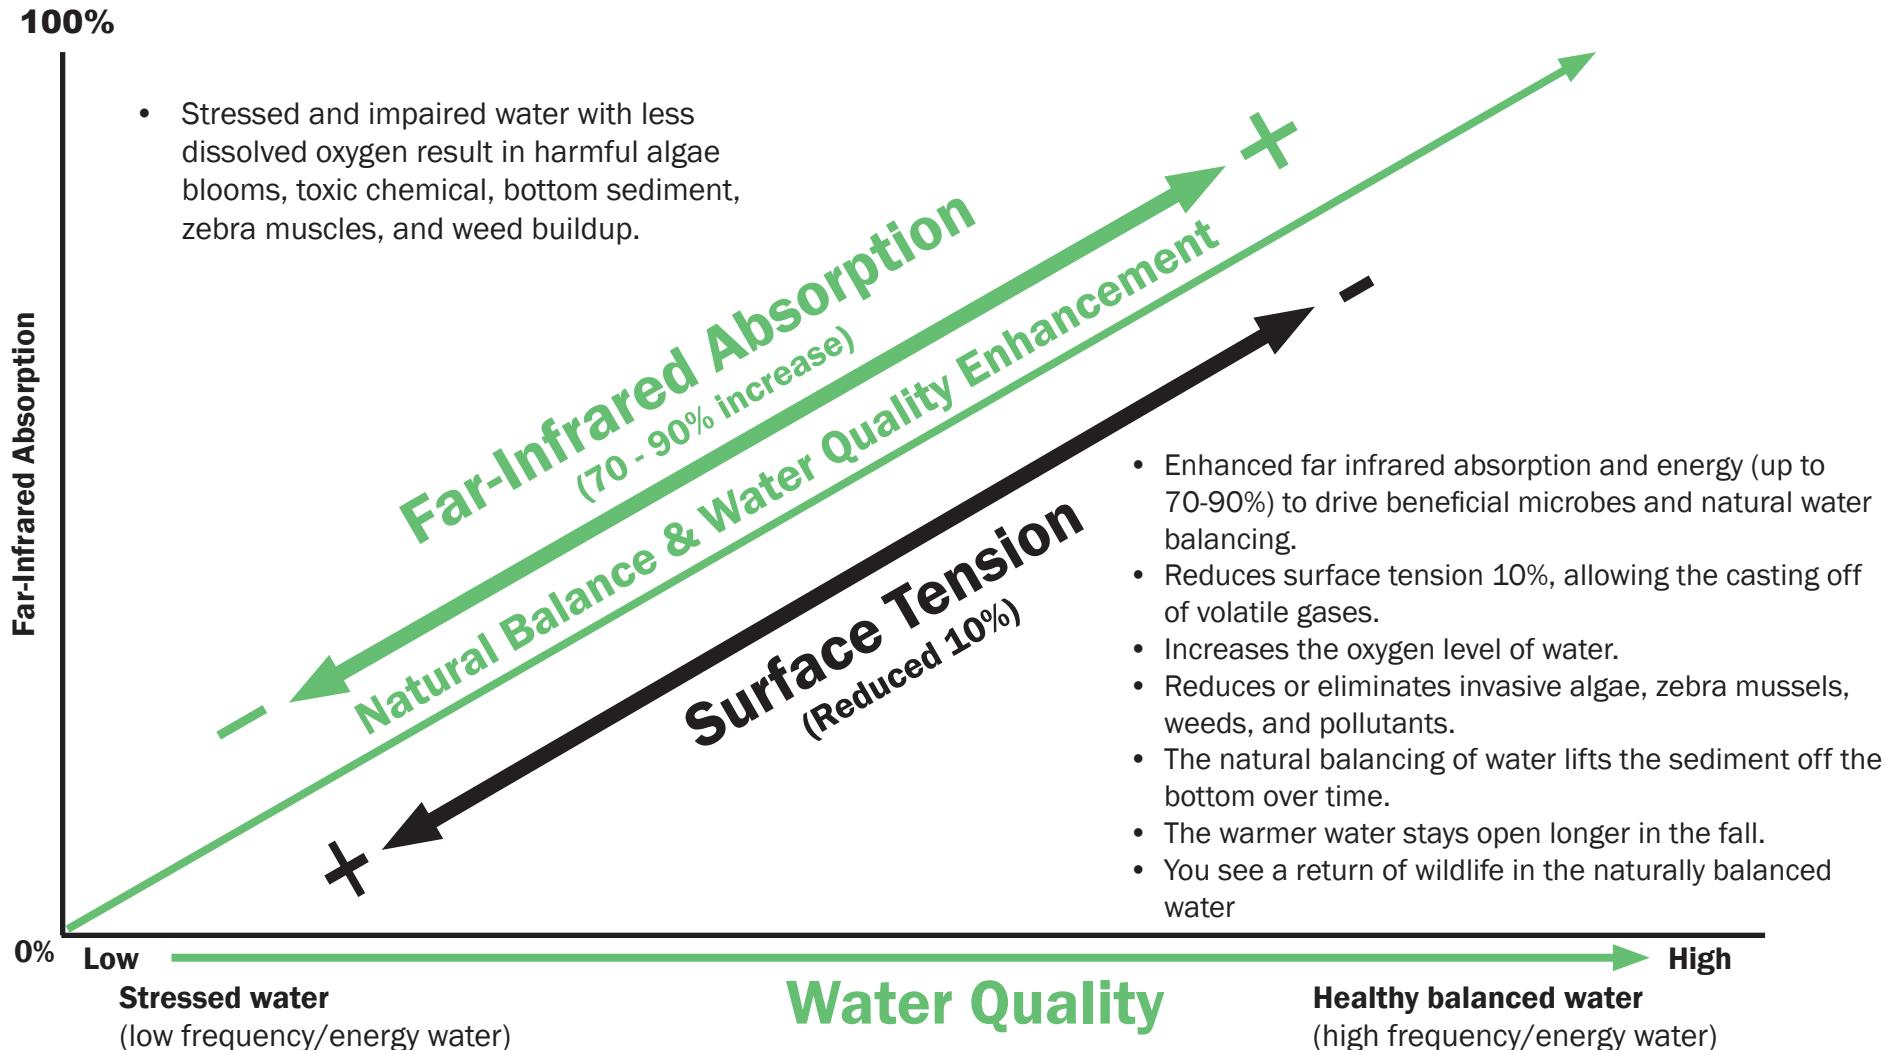 100%
• Stressed and impaired water with less
dissolved oxygen result in harmful algae
blooms, toxic chemical, bottom sediment,
zebra muscles, and weed buildup.
+
Far-Infrared Absorption
(70 - 90% increase)
Natural Balance & Water Quality Enhancement
-
-
Surface Tension
(Reduced 10%)
+
Far-Infrared Absorption
• Enhanced far infrared absorption and energy (up to
70-90%) to drive beneficial microbes and natural water
balancing.
• Reduces surface tension 10%, allowing the casting off
of volatile gases.
• Increases the oxygen level of water.
• Reduces or eliminates invasive algae, zebra mussels,
weeds, and pollutants.
• The natural balancing of water lifts the sediment off the
bottom over time.
• The warmer water stays open longer in the fall.
• You see a return of wildlife in the naturally balanced
water
0%
Low
High
Stressed water
(low frequency/energy water)
Water Quality
Healthy balanced water
(high frequency/energy water)